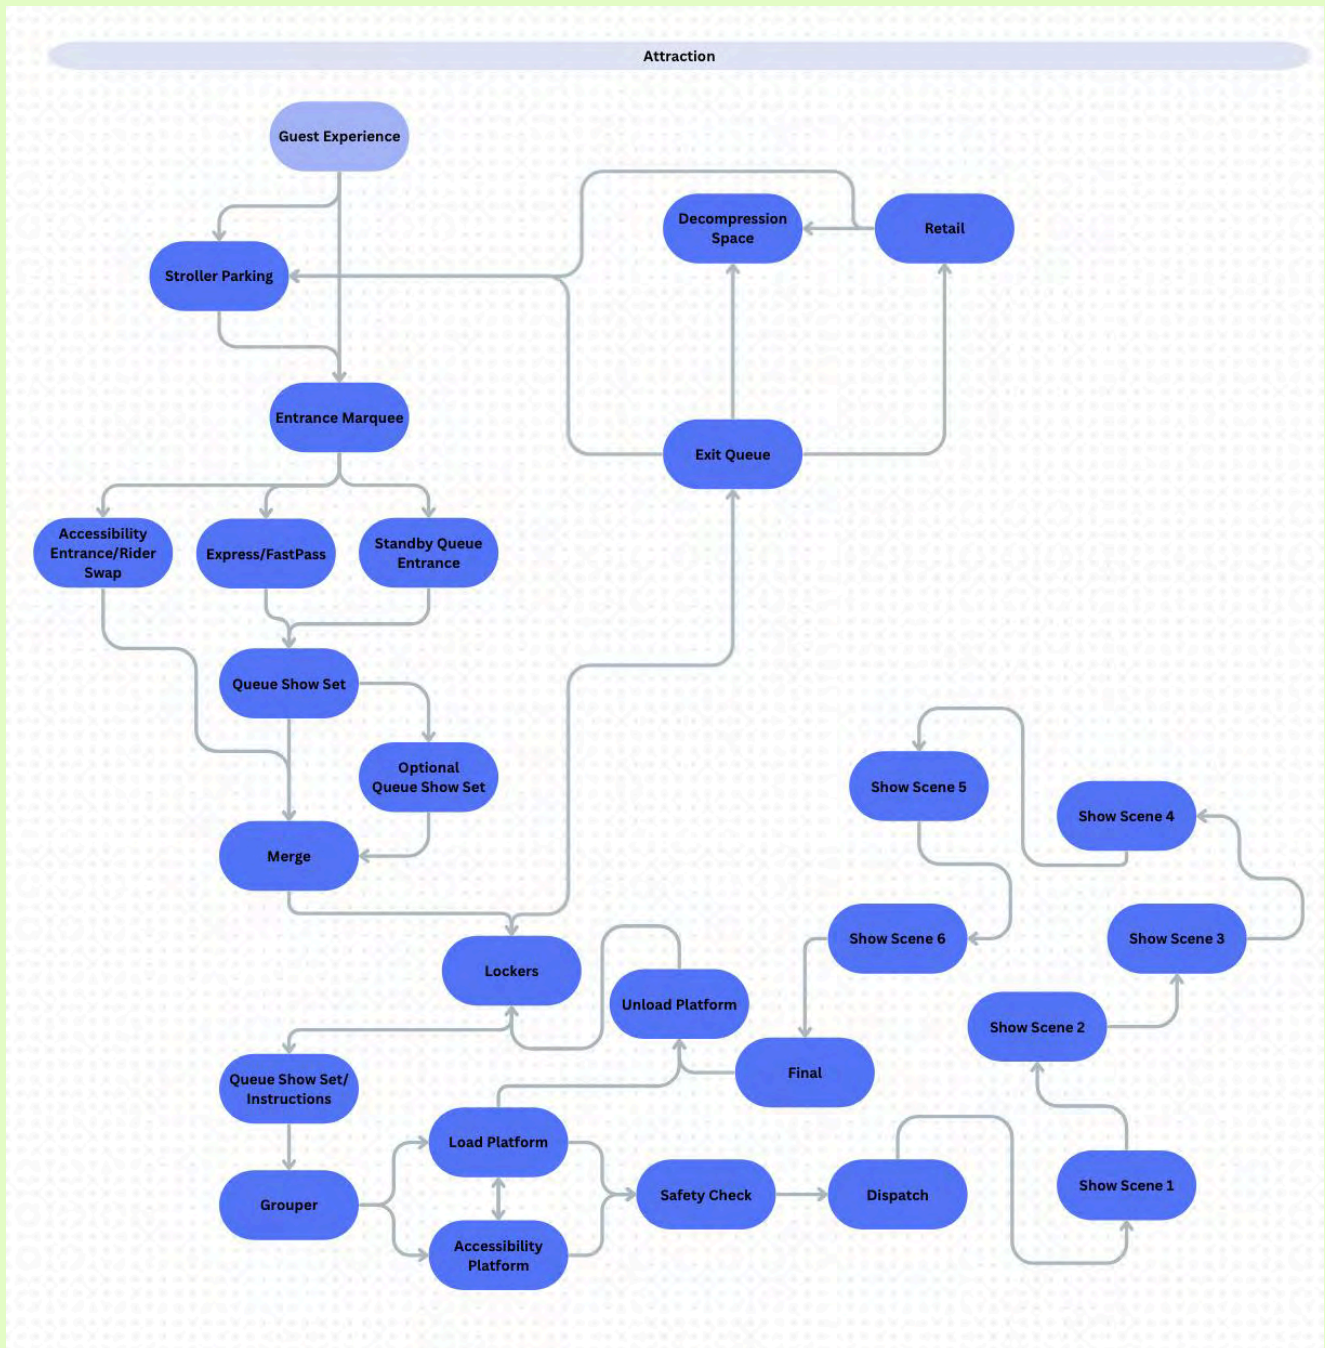 Attraction
Guest Experience
Decompression
Space
Retail
Stroller Parking
Entrance Marquee
Exit Queue
Accessibility
Entrance/Rider
Swap
Express/FastPass
Standby Queue
Entrance
Queue Show Set
Optional
Queue Show Set
Show Scene 5
Show Scene 4
Merge
Show Scene 6
Show Scene 3
Lockers
Unload Platform
Show Scene 2
Final
Queue Show Set/
Instructions
Load Platform
Show Scene 1
Grouper
Safety Check
Dispatch
Accessibility
Platform